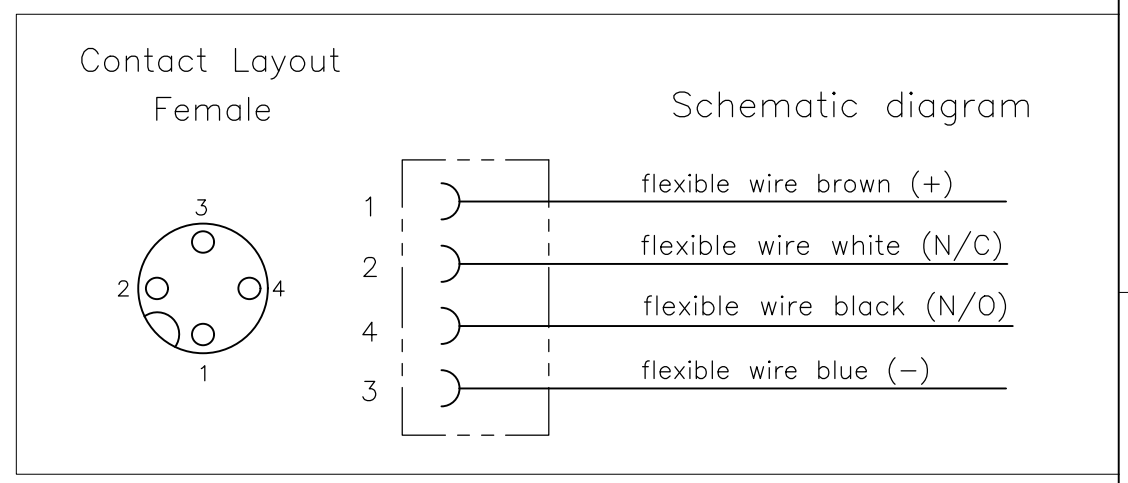 Contact Layout
Female
3
2
4
1
Schematic diagram
1 flexible wire brown (+)
2 flexible wire white (N/C)
4 flexible wire black (N/O)
3 flexible wire blue (−)